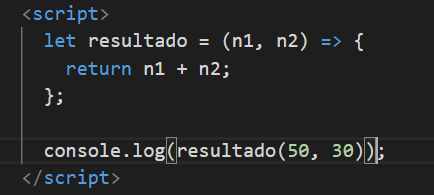 <script>
let resultado = (n1, n2) => {
return n1 + n2;
};
console.log(resultado(50, 30));
</script>